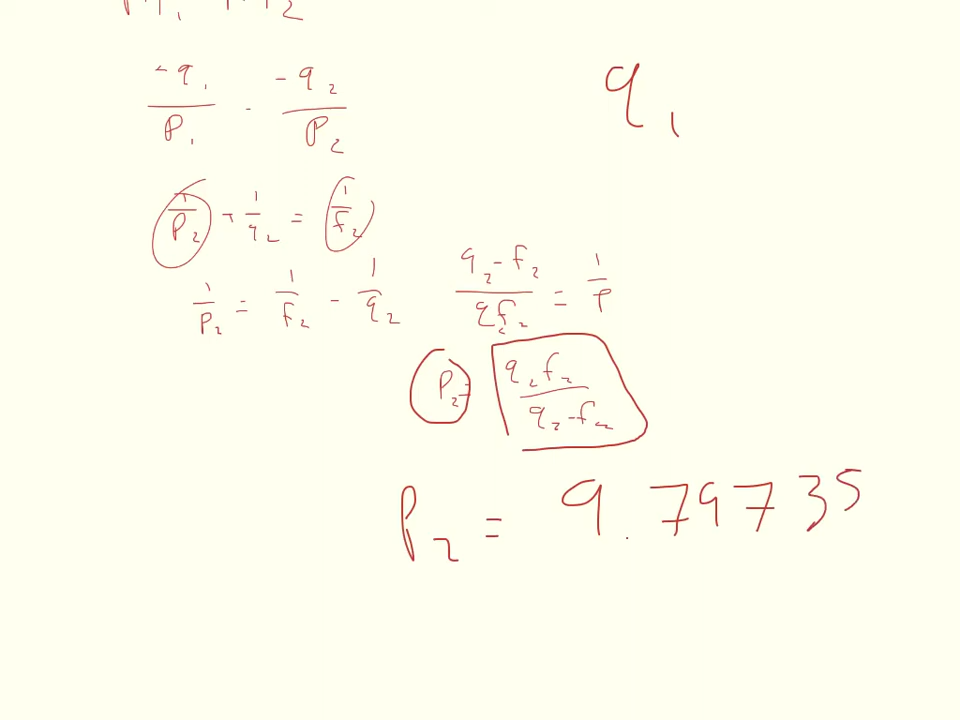 -q₁/P₁ · -q₂/P₂
q₁
1/P₂ + 1/q₂ = 1/f₂
1/P₂ = 1/f₂ - 1/q₂
(q₂-f₂)/(q₂f₂) = 1/P
P₂= q₂f₂/(q₂-f₂)
P₂ = 9.79735